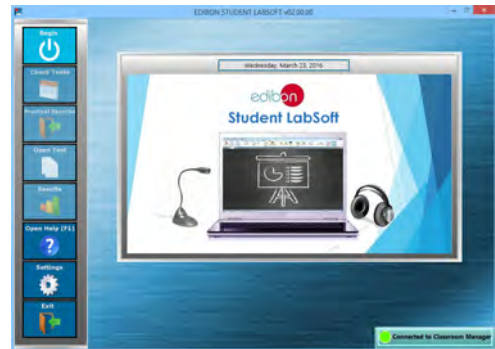 EDIBON STUDENT LABSOFT v02.00.00
Begin
Check Tasks
Practical Exercise
Open Test
Results
Open Help (F1)
Settings
Exit
Wednesday, March 23, 2016
edibon
Student LabSoft
Connected to Classroom Manager